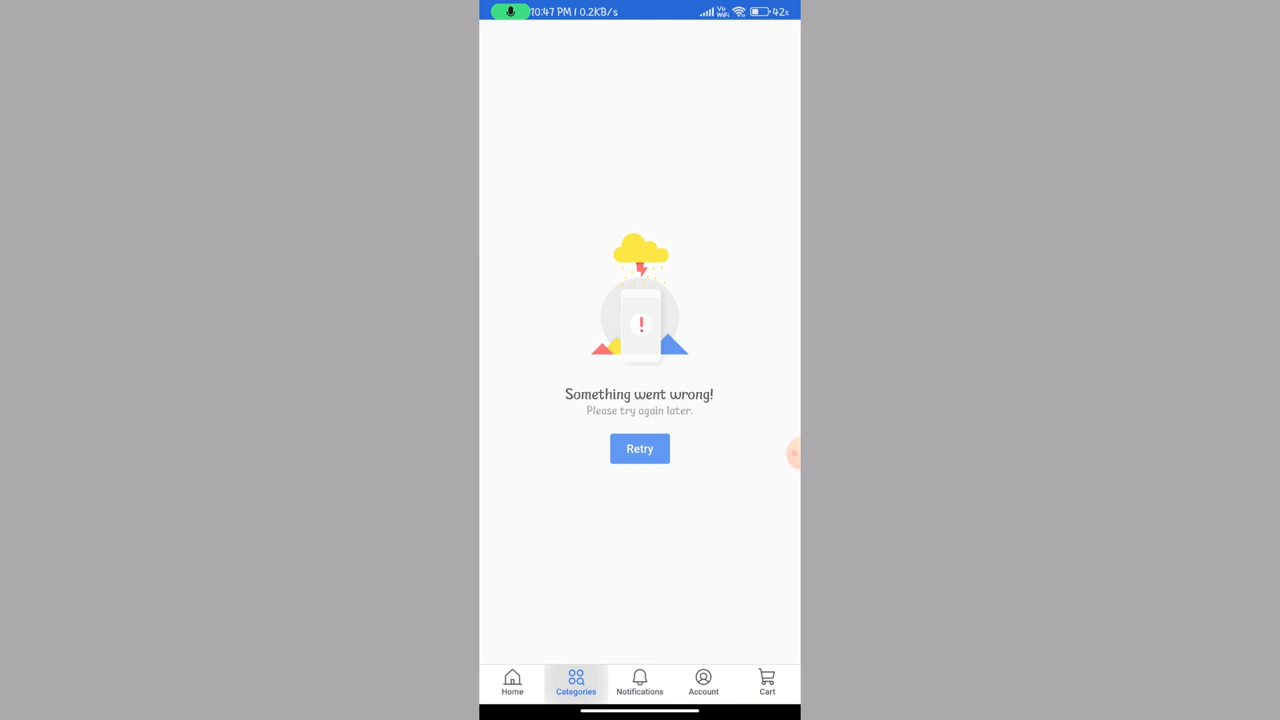 10:47 PM | 0.2KB/s Vo WiFi 42%
!
Something went wrong!
Please try again later.
Retry
Home Categories Notifications Account Cart